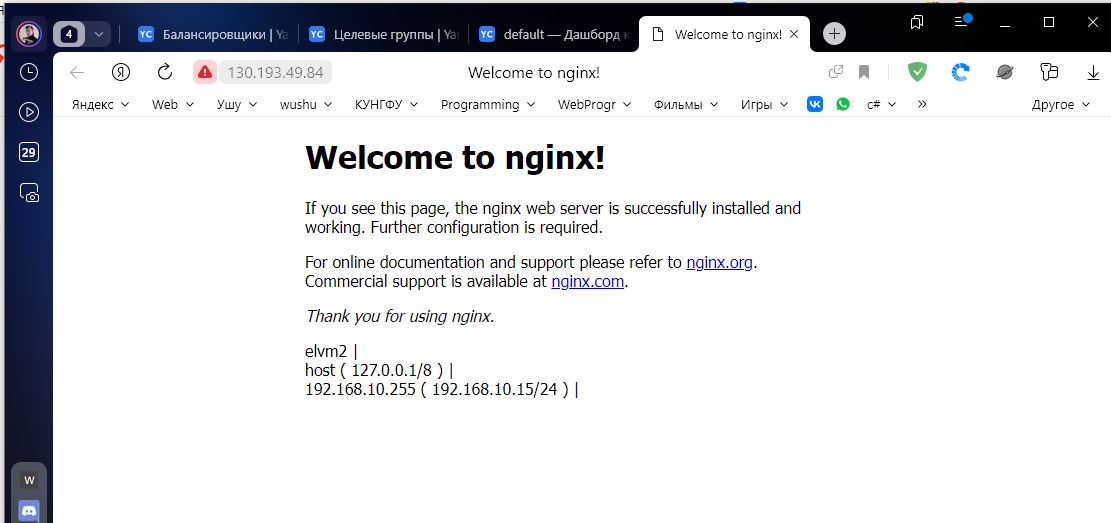 4
YC Балансировщики | Ya
YC Целевые группы | Yan
YC default — Дашборд к
Welcome to nginx!
Я 130.193.49.84 Welcome to nginx!
Яндекс Web Ушу wushu КУНГФУ Programming WebProgr Фильмы Игры c# » Другое
29
Welcome to nginx!
If you see this page, the nginx web server is successfully installed and
working. Further configuration is required.
For online documentation and support please refer to nginx.org.
Commercial support is available at nginx.com.
Thank you for using nginx.
elvm2 |
host ( 127.0.0.1/8 ) |
192.168.10.255 ( 192.168.10.15/24 ) |
W